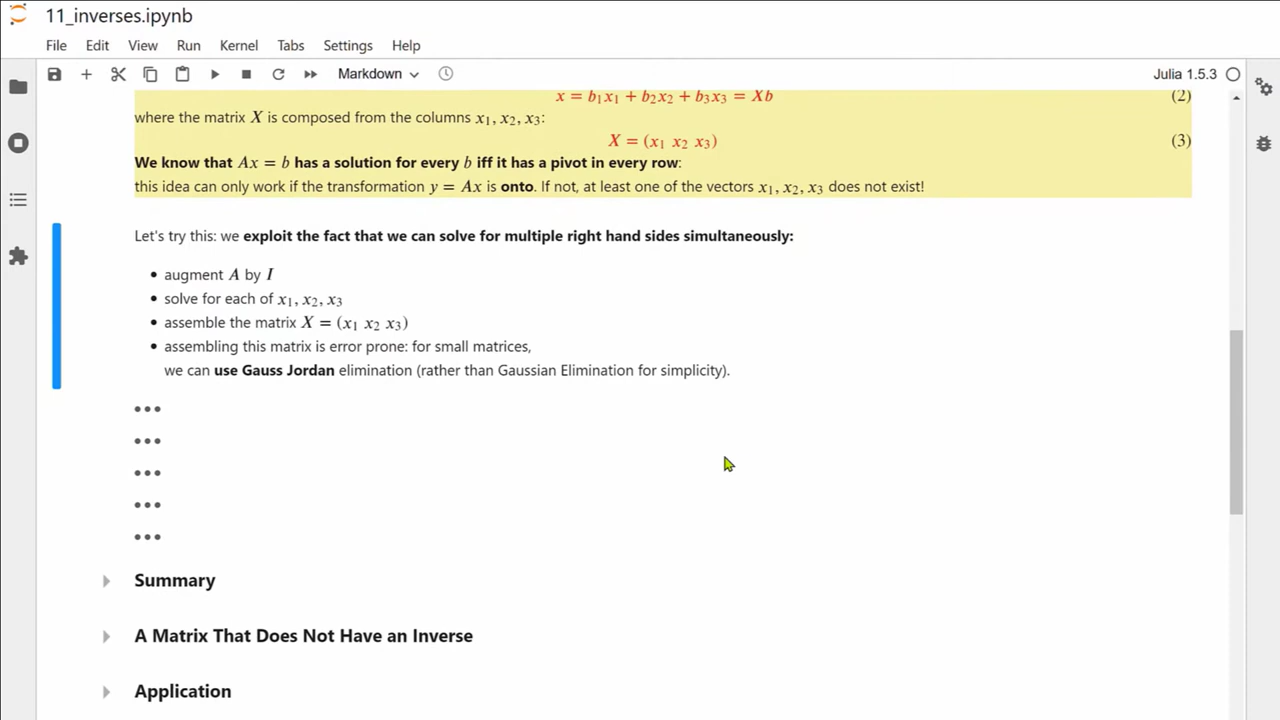 11_inverses.ipynb
File Edit View Run Kernel Tabs Settings Help
Markdown Julia 1.5.3
x = b₁x₁ + b₂x₂ + b₃x₃ = Xb (2)
where the matrix X is composed from the columns x₁, x₂, x₃:
X = (x₁ x₂ x₃) (3)
We know that Ax = b has a solution for every b iff it has a pivot in every row:
this idea can only work if the transformation y = Ax is onto. If not, at least one of the vectors x₁, x₂, x₃ does not exist!
Let's try this: we exploit the fact that we can solve for multiple right hand sides simultaneously:
• augment A by I
• solve for each of x₁, x₂, x₃
• assemble the matrix X = (x₁ x₂ x₃)
• assembling this matrix is error prone: for small matrices,
we can use Gauss Jordan elimination (rather than Gaussian Elimination for simplicity).
•••
•••
•••
•••
•••
Summary
A Matrix That Does Not Have an Inverse
Application